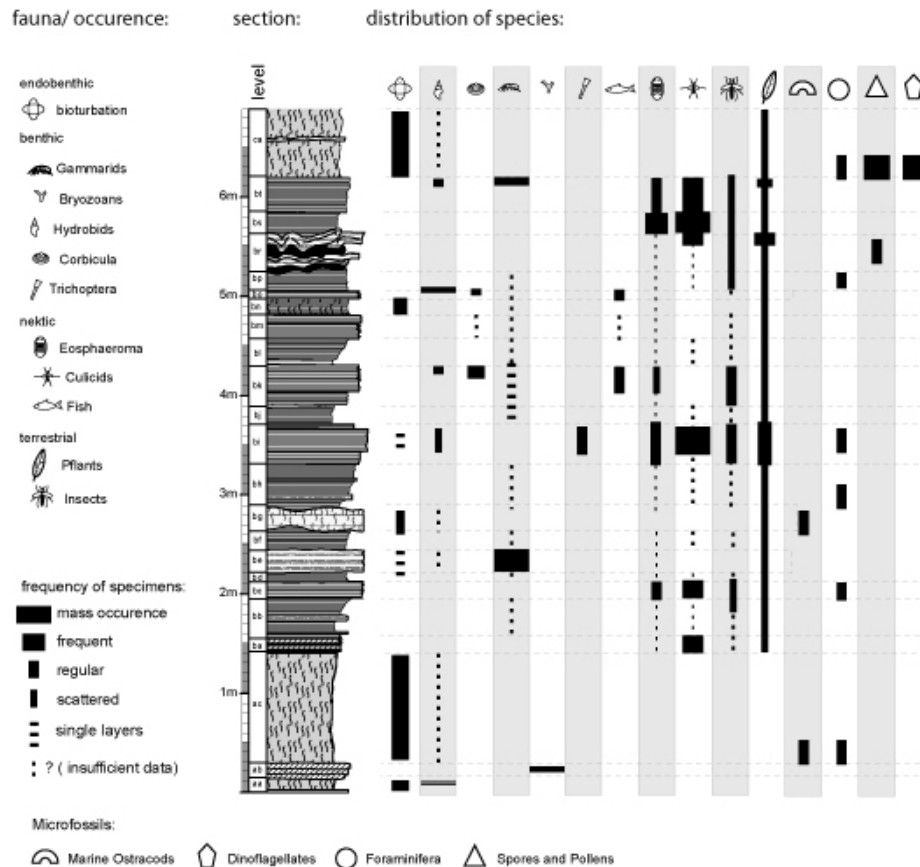 fauna/ occurence: section: distribution of species:
level
endobenthic
bioturbation
benthic
Gammarids
Bryozoans
Hydrobids
Corbicula
Trichoptera
nektic
Eosphaeroma
Culicids
Fish
terrestrial
Pflants
Insects
frequency of specimens:
mass occurence
frequent
regular
scattered
single layers
? ( insufficient data)
6m
5m
4m
3m
2m
1m
ca
bt
bs
br
bp
bn
bm
bl
bk
bj
bi
bh
bg
bf
be
bd
bb
ba
ac
ab
aa
Microfossils:
Marine Ostracods Dinoflagellates Foraminifera Spores and Pollens